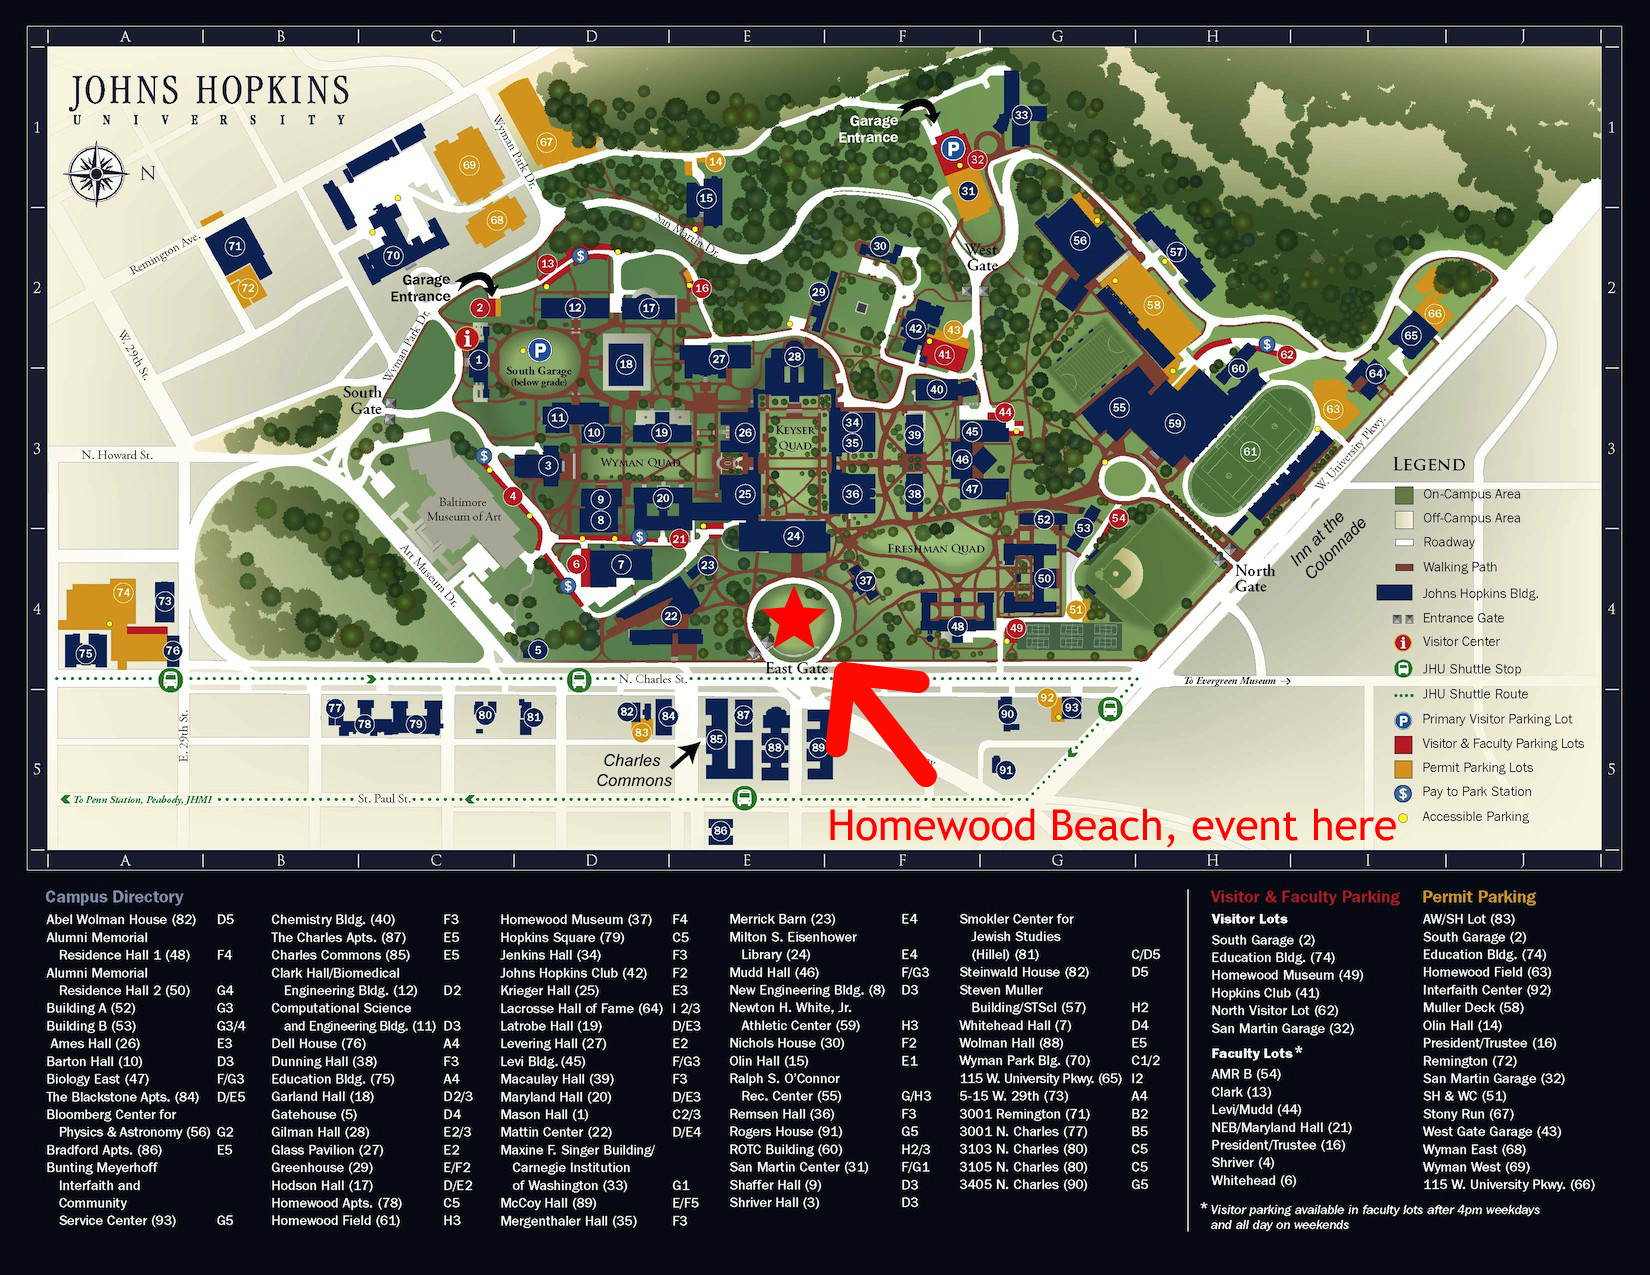 A B C D E F G H I J
JOHNS HOPKINS
UNIVERSITY
N
1 1
2 2
3 3
4 4
5 5
Garage
Entrance
Garage
Entrance
Wyman Park Dr.
San Martin Dr.
Remington Ave.
W. 29th St.
Wyman Park Dr.
West
Gate
South
Gate
South Garage
(below grade)
KEYSER
QUAD
WYMAN QUAD
FRESHMAN QUAD
N. Howard St.
Baltimore
Museum of Art
Art Museum Dr.
W. University Pkwy.
Inn at the
Colonnade
North
Gate
East Gate
N. Charles St.
To Evergreen Museum →
E. 29th St.
Charles
Commons
To Penn Station, Peabody, JHMI
St. Paul St.
Homewood Beach, event here
LEGEND
On-Campus Area
Off-Campus Area
Roadway
Walking Path
Johns Hopkins Bldg.
Entrance Gate
Visitor Center
JHU Shuttle Stop
JHU Shuttle Route
Primary Visitor Parking Lot
Visitor & Faculty Parking Lots
Permit Parking Lots
Pay to Park Station
Accessible Parking
A B C D E F G H I J
Campus Directory
Abel Wolman House (82) D5
Alumni Memorial
Residence Hall 1 (48) F4
Alumni Memorial
Residence Hall 2 (50) G4
Building A (52) G3
Building B (53) G3/4
Ames Hall (26) E3
Barton Hall (10) D3
Biology East (47) F/G3
The Blackstone Apts. (84) D/E5
Bloomberg Center for
Physics & Astronomy (56) G2
Bradford Apts. (86) E5
Bunting Meyerhoff
Interfaith and
Community
Service Center (93) G5
Chemistry Bldg. (40) F3
The Charles Apts. (87) E5
Charles Commons (85) E5
Clark Hall/Biomedical
Engineering Bldg. (12) D2
Computational Science
and Engineering Bldg. (11) D3
Dell House (76) A4
Dunning Hall (38) F3
Education Bldg. (75) A4
Garland Hall (18) D2/3
Gatehouse (5) D4
Gilman Hall (28) E2/3
Glass Pavilion (27) E2
Greenhouse (29) E/F2
Hodson Hall (17) D/E2
Homewood Apts. (78) C5
Homewood Field (61) H3
Homewood Museum (37) F4
Hopkins Square (79) C5
Jenkins Hall (34) F3
Johns Hopkins Club (42) F2
Krieger Hall (25) E3
Lacrosse Hall of Fame (64) I 2/3
Latrobe Hall (19) D/E3
Levering Hall (27) E2
Levi Bldg. (45) F/G3
Macaulay Hall (39) F3
Maryland Hall (20) D/E3
Mason Hall (1) C2/3
Mattin Center (22) D/E4
Maxine F. Singer Building/
Carnegie Institution
of Washington (33) G1
McCoy Hall (89) E/F5
Mergenthaler Hall (35) F3
Merrick Barn (23) E4
Milton S. Eisenhower
Library (24) E4
Mudd Hall (46) F/G3
New Engineering Bldg. (8) D3
Newton H. White, Jr.
Athletic Center (59) H3
Nichols House (30) F2
Olin Hall (15) E1
Ralph S. O'Connor
Rec. Center (55) G/H3
Remsen Hall (36) F3
Rogers House (91) G5
ROTC Building (60) H2/3
San Martin Center (31) F/G1
Shaffer Hall (9) D3
Shriver Hall (3) D3
Smokler Center for
Jewish Studies
(Hillel) (81) C/D5
Steinwald House (82) D5
Steven Muller
Building/STScI (57) H2
Whitehead Hall (7) D4
Wolman Hall (88) E5
Wyman Park Blg. (70) C1/2
115 W. University Pkwy. (65) I2
5-15 W. 29th (73) A4
3001 Remington (71) B2
3001 N. Charles (77) B5
3103 N. Charles (80) C5
3105 N. Charles (80) C5
3405 N. Charles (90) G5
Visitor & Faculty Parking
Visitor Lots
South Garage (2)
Education Bldg. (74)
Homewood Museum (49)
Hopkins Club (41)
North Visitor Lot (62)
San Martin Garage (32)
Faculty Lots*
AMR B (54)
Clark (13)
Levi/Mudd (44)
NEB/Maryland Hall (21)
President/Trustee (16)
Shriver (4)
Whitehead (6)
Permit Parking
AW/SH Lot (83)
South Garage (2)
Education Bldg. (74)
Homewood Field (63)
Interfaith Center (92)
Muller Deck (58)
Olin Hall (14)
President/Trustee (16)
Remington (72)
San Martin Garage (32)
SH & WC (51)
Stony Run (67)
West Gate Garage (43)
Wyman East (68)
Wyman West (69)
115 W. University Pkwy. (66)
* Visitor parking available in faculty lots after 4pm weekdays
and all day on weekends